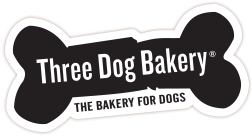 Three Dog Bakery®
THE BAKERY FOR DOGS